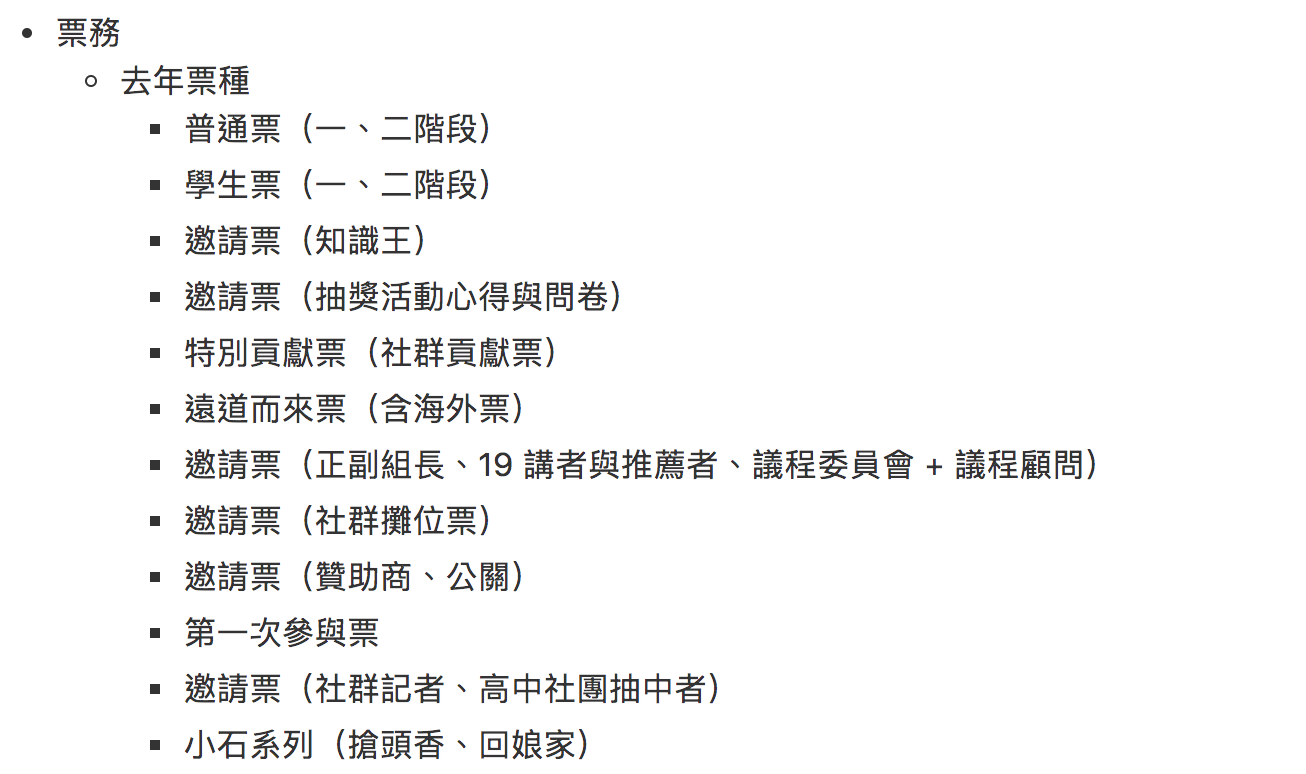 票務
去年票種
普通票（一、二階段）
學生票（一、二階段）
邀請票（知識王）
邀請票（抽獎活動心得與問卷）
特別貢獻票（社群貢獻票）
遠道而來票（含海外票）
邀請票（正副組長、19 講者與推薦者、議程委員會 + 議程顧問）
邀請票（社群攤位票）
邀請票（贊助商、公關）
第一次參與票
邀請票（社群記者、高中社團抽中者）
小石系列（搶頭香、回娘家）